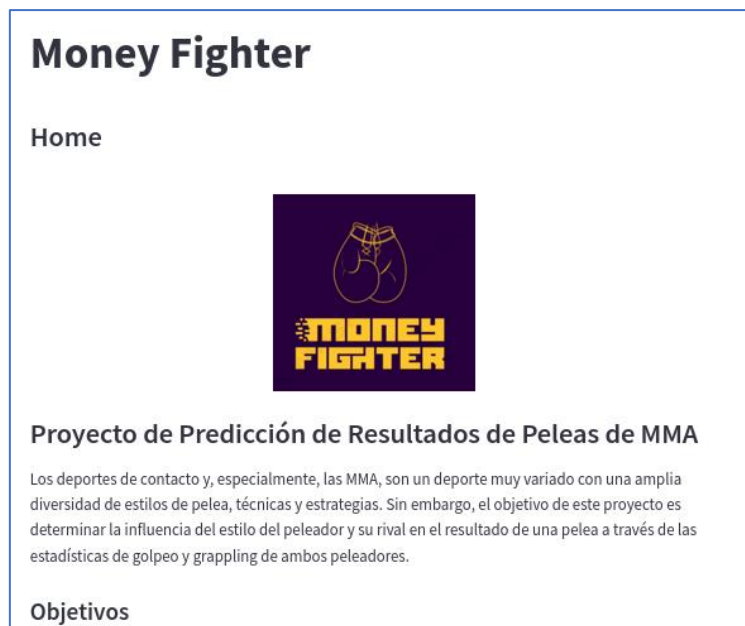 Money Fighter
Home
MONEY
FIGHTER
Proyecto de Predicción de Resultados de Peleas de MMA
Los deportes de contacto y, especialmente, las MMA, son un deporte muy variado con una amplia
diversidad de estilos de pelea, técnicas y estrategias. Sin embargo, el objetivo de este proyecto es
determinar la influencia del estilo del peleador y su rival en el resultado de una pelea a través de las
estadísticas de golpeo y grappling de ambos peleadores.
Objetivos